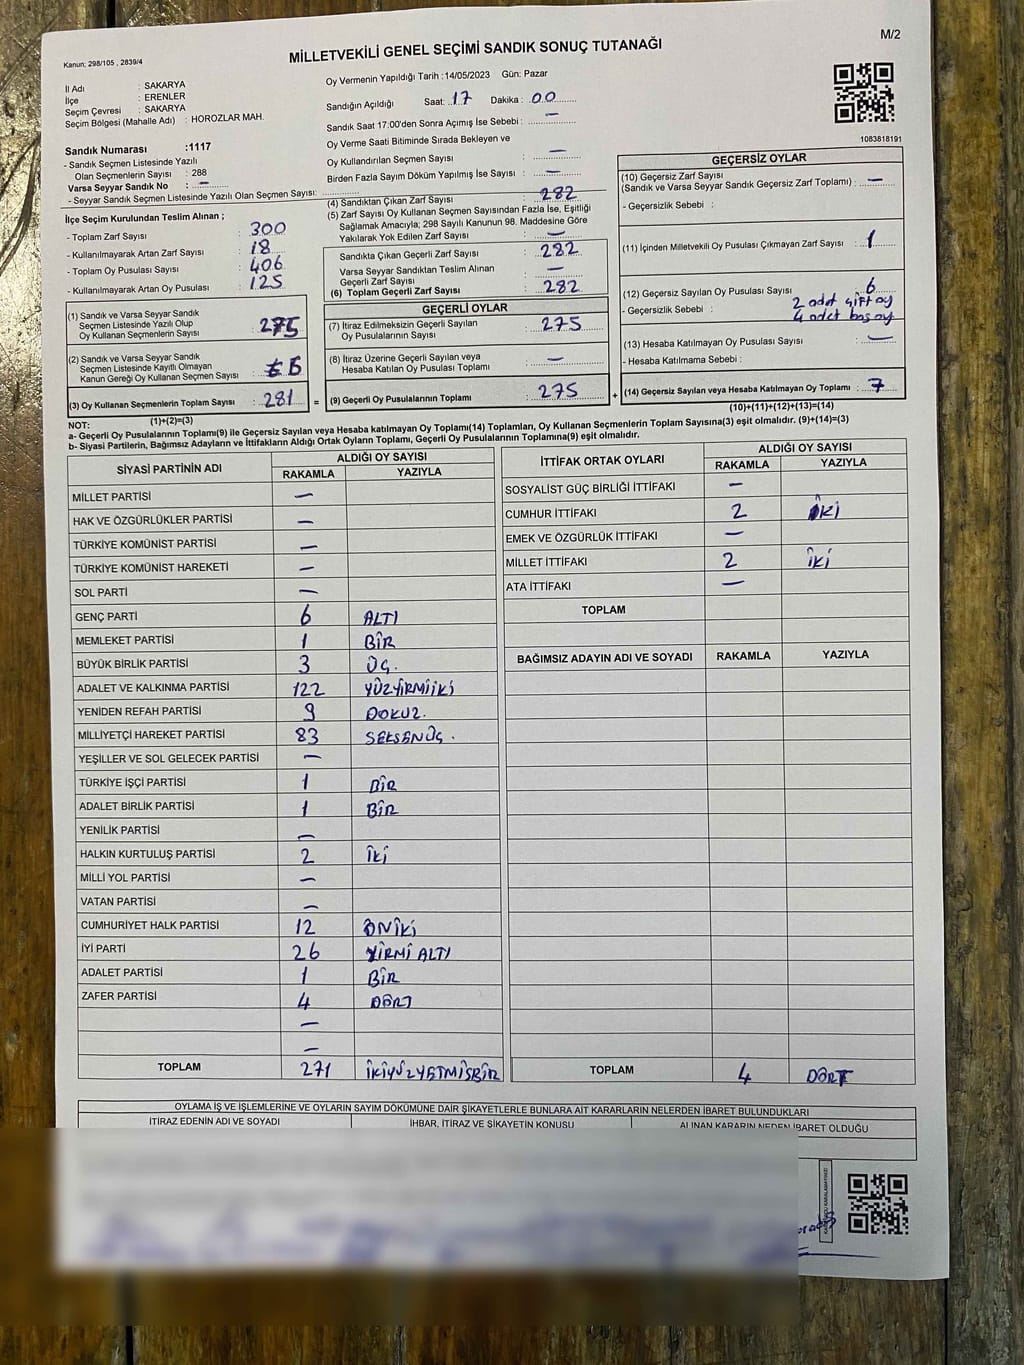 M/2
Kanun; 298/105 , 2839/4
MİLLETVEKİLİ GENEL SEÇİMİ SANDIK SONUÇ TUTANAĞI
İl Adı : SAKARYA
İlçe : ERENLER
Seçim Çevresi : SAKARYA
Seçim Bölgesi (Mahalle Adı) : HOROZLAR MAH.
Sandık Numarası :1117
- Sandık Seçmen Listesinde Yazılı
Olan Seçmenlerin Sayısı : 288
Varsa Seyyar Sandık No : –
- Seyyar Sandık Seçmen Listesinde Yazılı Olan Seçmen Sayısı:
İlçe Seçim Kurulundan Teslim Alınan ;
- Toplam Zarf Sayısı : 300
- Kullanılmayarak Artan Zarf Sayısı : 18
- Toplam Oy Pusulası Sayısı : 406
- Kullanılmayarak Artan Oy Pusulası : 125
(1) Sandık ve Varsa Seyyar Sandık
Seçmen Listesinde Yazılı Olup
Oy Kullanan Seçmenlerin Sayısı : 275
(2) Sandık ve Varsa Seyyar Sandık
Seçmen Listesinde Kayıtlı Olmayan
Kanun Gereği Oy Kullanan Seçmen Sayısı : 6
(3) Oy Kullanan Seçmenlerin Toplam Sayısı : 281
(1)+(2)=(3)
Oy Vermenin Yapıldığı Tarih :14/05/2023 Gün: Pazar
Sandığın Açıldığı Saat: 17 Dakika : 00
Sandık Saat 17:00'den Sonra Açımış İse Sebebi : –
Oy Verme Saati Bitiminde Sırada Bekleyen ve
Oy Kullandırılan Seçmen Sayısı : –
Birden Fazla Sayım Döküm Yapılmış İse Sayısı : –
(4) Sandıktan Çıkan Zarf Sayısı : 282
(5) Zarf Sayısı Oy Kullanan Seçmen Sayısından Fazla İse, Eşitliği
Sağlamak Amacıyla; 298 Sayılı Kanunun 98. Maddesine Göre
Yakılarak Yok Edilen Zarf Sayısı : –
Sandıkta Çıkan Geçerli Zarf Sayısı : 282
Varsa Seyyar Sandıktan Teslim Alınan
Geçerli Zarf Sayısı : –
(6) Toplam Geçerli Zarf Sayısı : 282
GEÇERLİ OYLAR
(7) İtiraz Edilmeksizin Geçerli Sayılan
Oy Pusulalarının Sayısı : 275
(8) İtiraz Üzerine Geçerli Sayılan veya
Hesaba Katılan Oy Pusulası Toplamı : –
= (9) Geçerli Oy Pusulalarının Toplamı : 275
1083818191
GEÇERSİZ OYLAR
(10) Geçersiz Zarf Sayısı
(Sandık ve Varsa Seyyar Sandık Geçersiz Zarf Toplamı) : –
- Geçersizlik Sebebi :
(11) İçinden Milletvekili Oy Pusulası Çıkmayan Zarf Sayısı : 1
(12) Geçersiz Sayılan Oy Pusulası Sayısı : 6
- Geçersizlik Sebebi : 2 adet çift oy
4 adet boş oy
(13) Hesaba Katılmayan Oy Pusulası Sayısı : –
- Hesaba Katılmama Sebebi :
+ (14) Geçersiz Sayılan veya Hesaba Katılmayan Oy Toplamı : 7
(10)+(11)+(12)+(13)=(14)
NOT:
a- Geçerli Oy Pusulalarının Toplamı(9) ile Geçersiz Sayılan veya Hesaba katılmayan Oy Toplamı(14) Toplamları, Oy Kullanan Seçmenlerin Toplam Sayısına(3) eşit olmalıdır. (9)+(14)=(3)
b- Siyasi Partilerin, Bağımsız Adayların ve İttifakların Aldığı Ortak Oyların Toplamı, Geçerli Oy Pusulalarının Toplamına(9) eşit olmalıdır.
SİYASİ PARTİNİN ADI ALDIĞI OY SAYISI
RAKAMLA YAZIYLA
MİLLET PARTİSİ –
HAK VE ÖZGÜRLÜKLER PARTİSİ –
TÜRKİYE KOMÜNİST PARTİSİ –
TÜRKİYE KOMÜNİST HAREKETİ –
SOL PARTİ –
GENÇ PARTİ 6 ALTI
MEMLEKET PARTİSİ 1 BİR
BÜYÜK BİRLİK PARTİSİ 3 ÜÇ.
ADALET VE KALKINMA PARTİSİ 122 YÜZYİRMİİKİ
YENİDEN REFAH PARTİSİ 9 DOKUZ.
MİLLİYETÇİ HAREKET PARTİSİ 83 SEKSENÜÇ.
YEŞİLLER VE SOL GELECEK PARTİSİ –
TÜRKİYE İŞÇİ PARTİSİ 1 BİR
ADALET BİRLİK PARTİSİ 1 BİR
YENİLİK PARTİSİ –
HALKIN KURTULUŞ PARTİSİ 2 İKİ
MİLLİ YOL PARTİSİ –
VATAN PARTİSİ –
CUMHURİYET HALK PARTİSİ 12 ONİKİ
İYİ PARTİ 26 YİRMİ ALTI
ADALET PARTİSİ 1 BİR
ZAFER PARTİSİ 4 DÖRT
–
–
TOPLAM 271 İKİYÜZYETMİŞBİR
İTTİFAK ORTAK OYLARI ALDIĞI OY SAYISI
RAKAMLA YAZIYLA
SOSYALİST GÜÇ BİRLİĞİ İTTİFAKI –
CUMHUR İTTİFAKI 2 İKİ
EMEK VE ÖZGÜRLÜK İTTİFAKI –
MİLLET İTTİFAKI 2 İKİ
ATA İTTİFAKI –
TOPLAM
BAĞIMSIZ ADAYIN ADI VE SOYADI RAKAMLA YAZIYLA
TOPLAM 4 DÖRT
OYLAMA İŞ VE İŞLEMLERİNE VE OYLARIN SAYIM DÖKÜMÜNE DAİR ŞİKAYETLERLE BUNLARA AİT KARARLARIN NELERDEN İBARET BULUNDUKLARI
İTİRAZ EDENİN ADI VE SOYADI İHBAR, İTİRAZ VE ŞİKAYETİN KONUSU ALINAN KARARIN NEDEN İBARET OLDUĞU